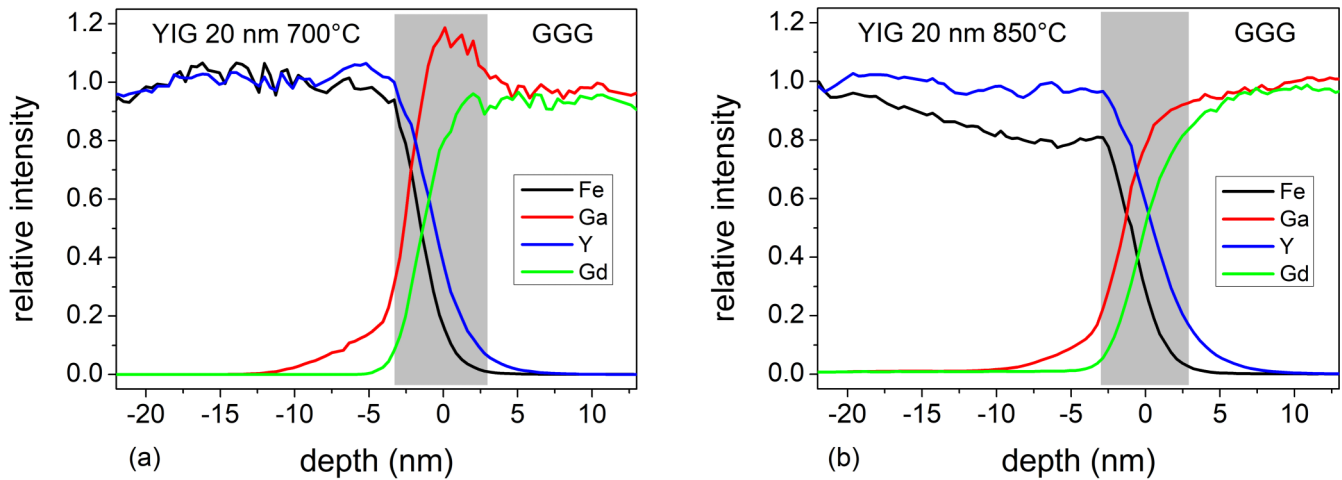 YIG 20 nm 700°C GGG
relative intensity
1.2
1.0
0.8
0.6
0.4
0.2
0.0
Fe
Ga
Y
Gd
-20 -15 -10 -5 0 5 10
(a) depth (nm)
YIG 20 nm 850°C GGG
relative intensity
1.2
1.0
0.8
0.6
0.4
0.2
0.0
Fe
Ga
Y
Gd
-20 -15 -10 -5 0 5 10
(b) depth (nm)